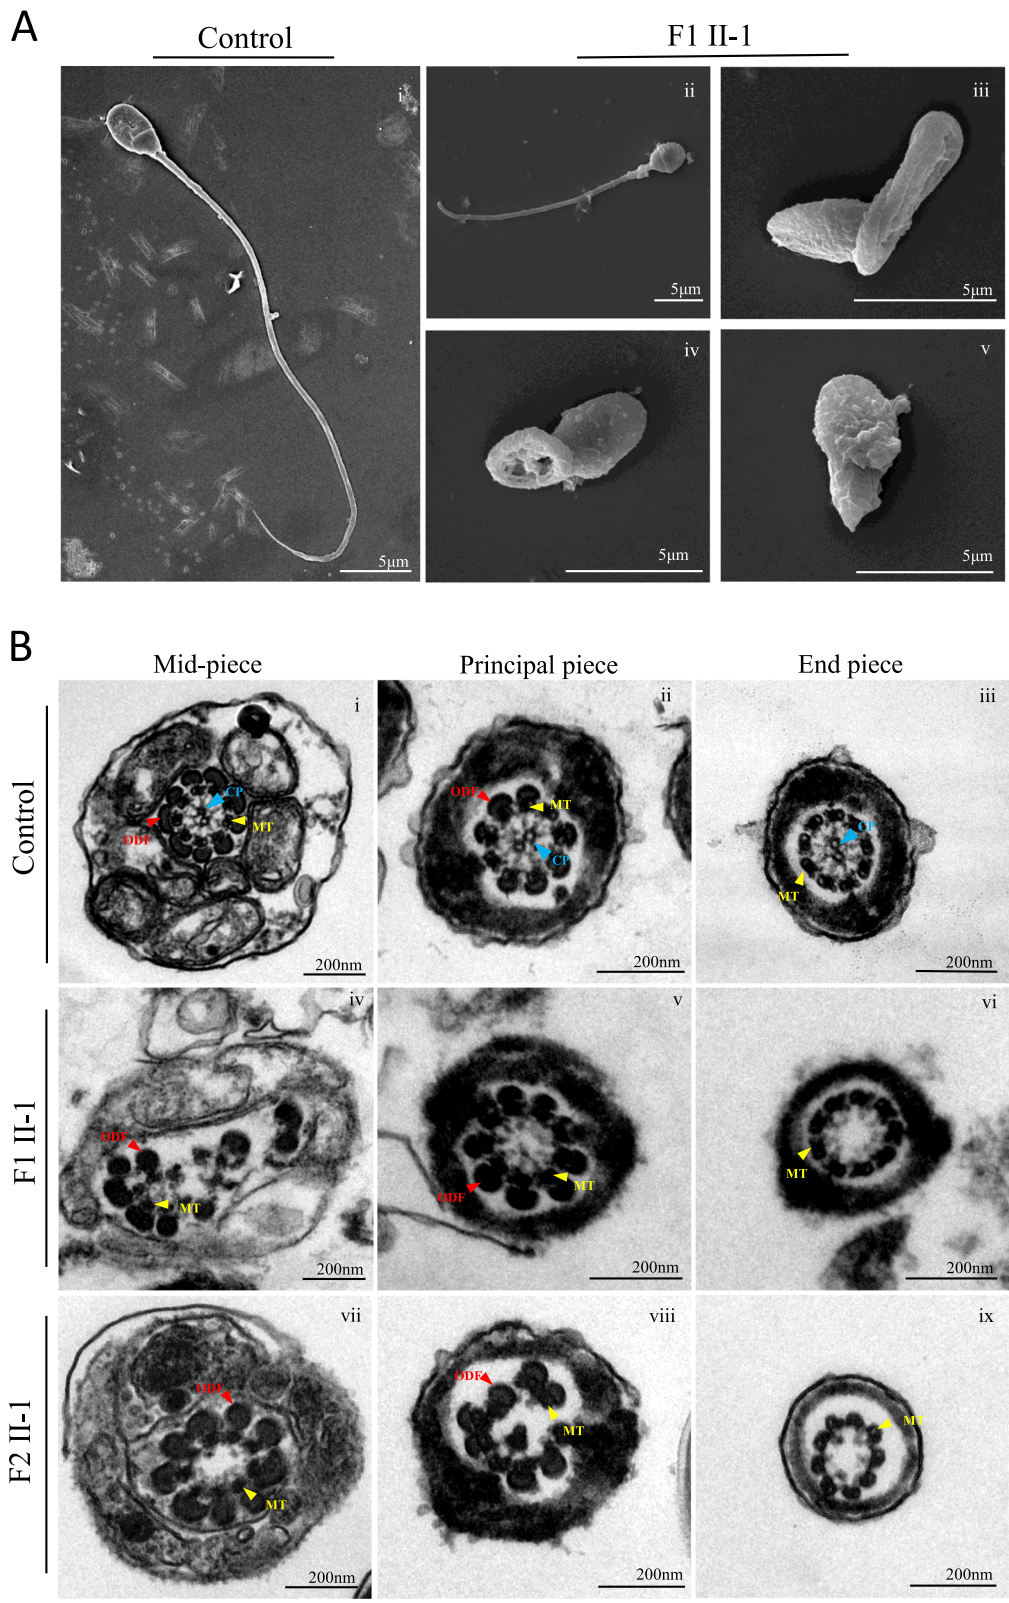 A
Control
F1 II-1
i
ii
iii
5μm
5μm
5μm
iv
v
5μm
5μm
B
Mid-piece
Principal piece
End piece
Control
i
ii
iii
CP
ODF
MT
ODF
MT
CP
CP
MT
200nm
200nm
200nm
F1 II-1
iv
v
vi
ODF
MT
ODF
MT
MT
200nm
200nm
200nm
F2 II-1
vii
viii
ix
ODF
MT
ODF
MT
MT
200nm
200nm
200nm